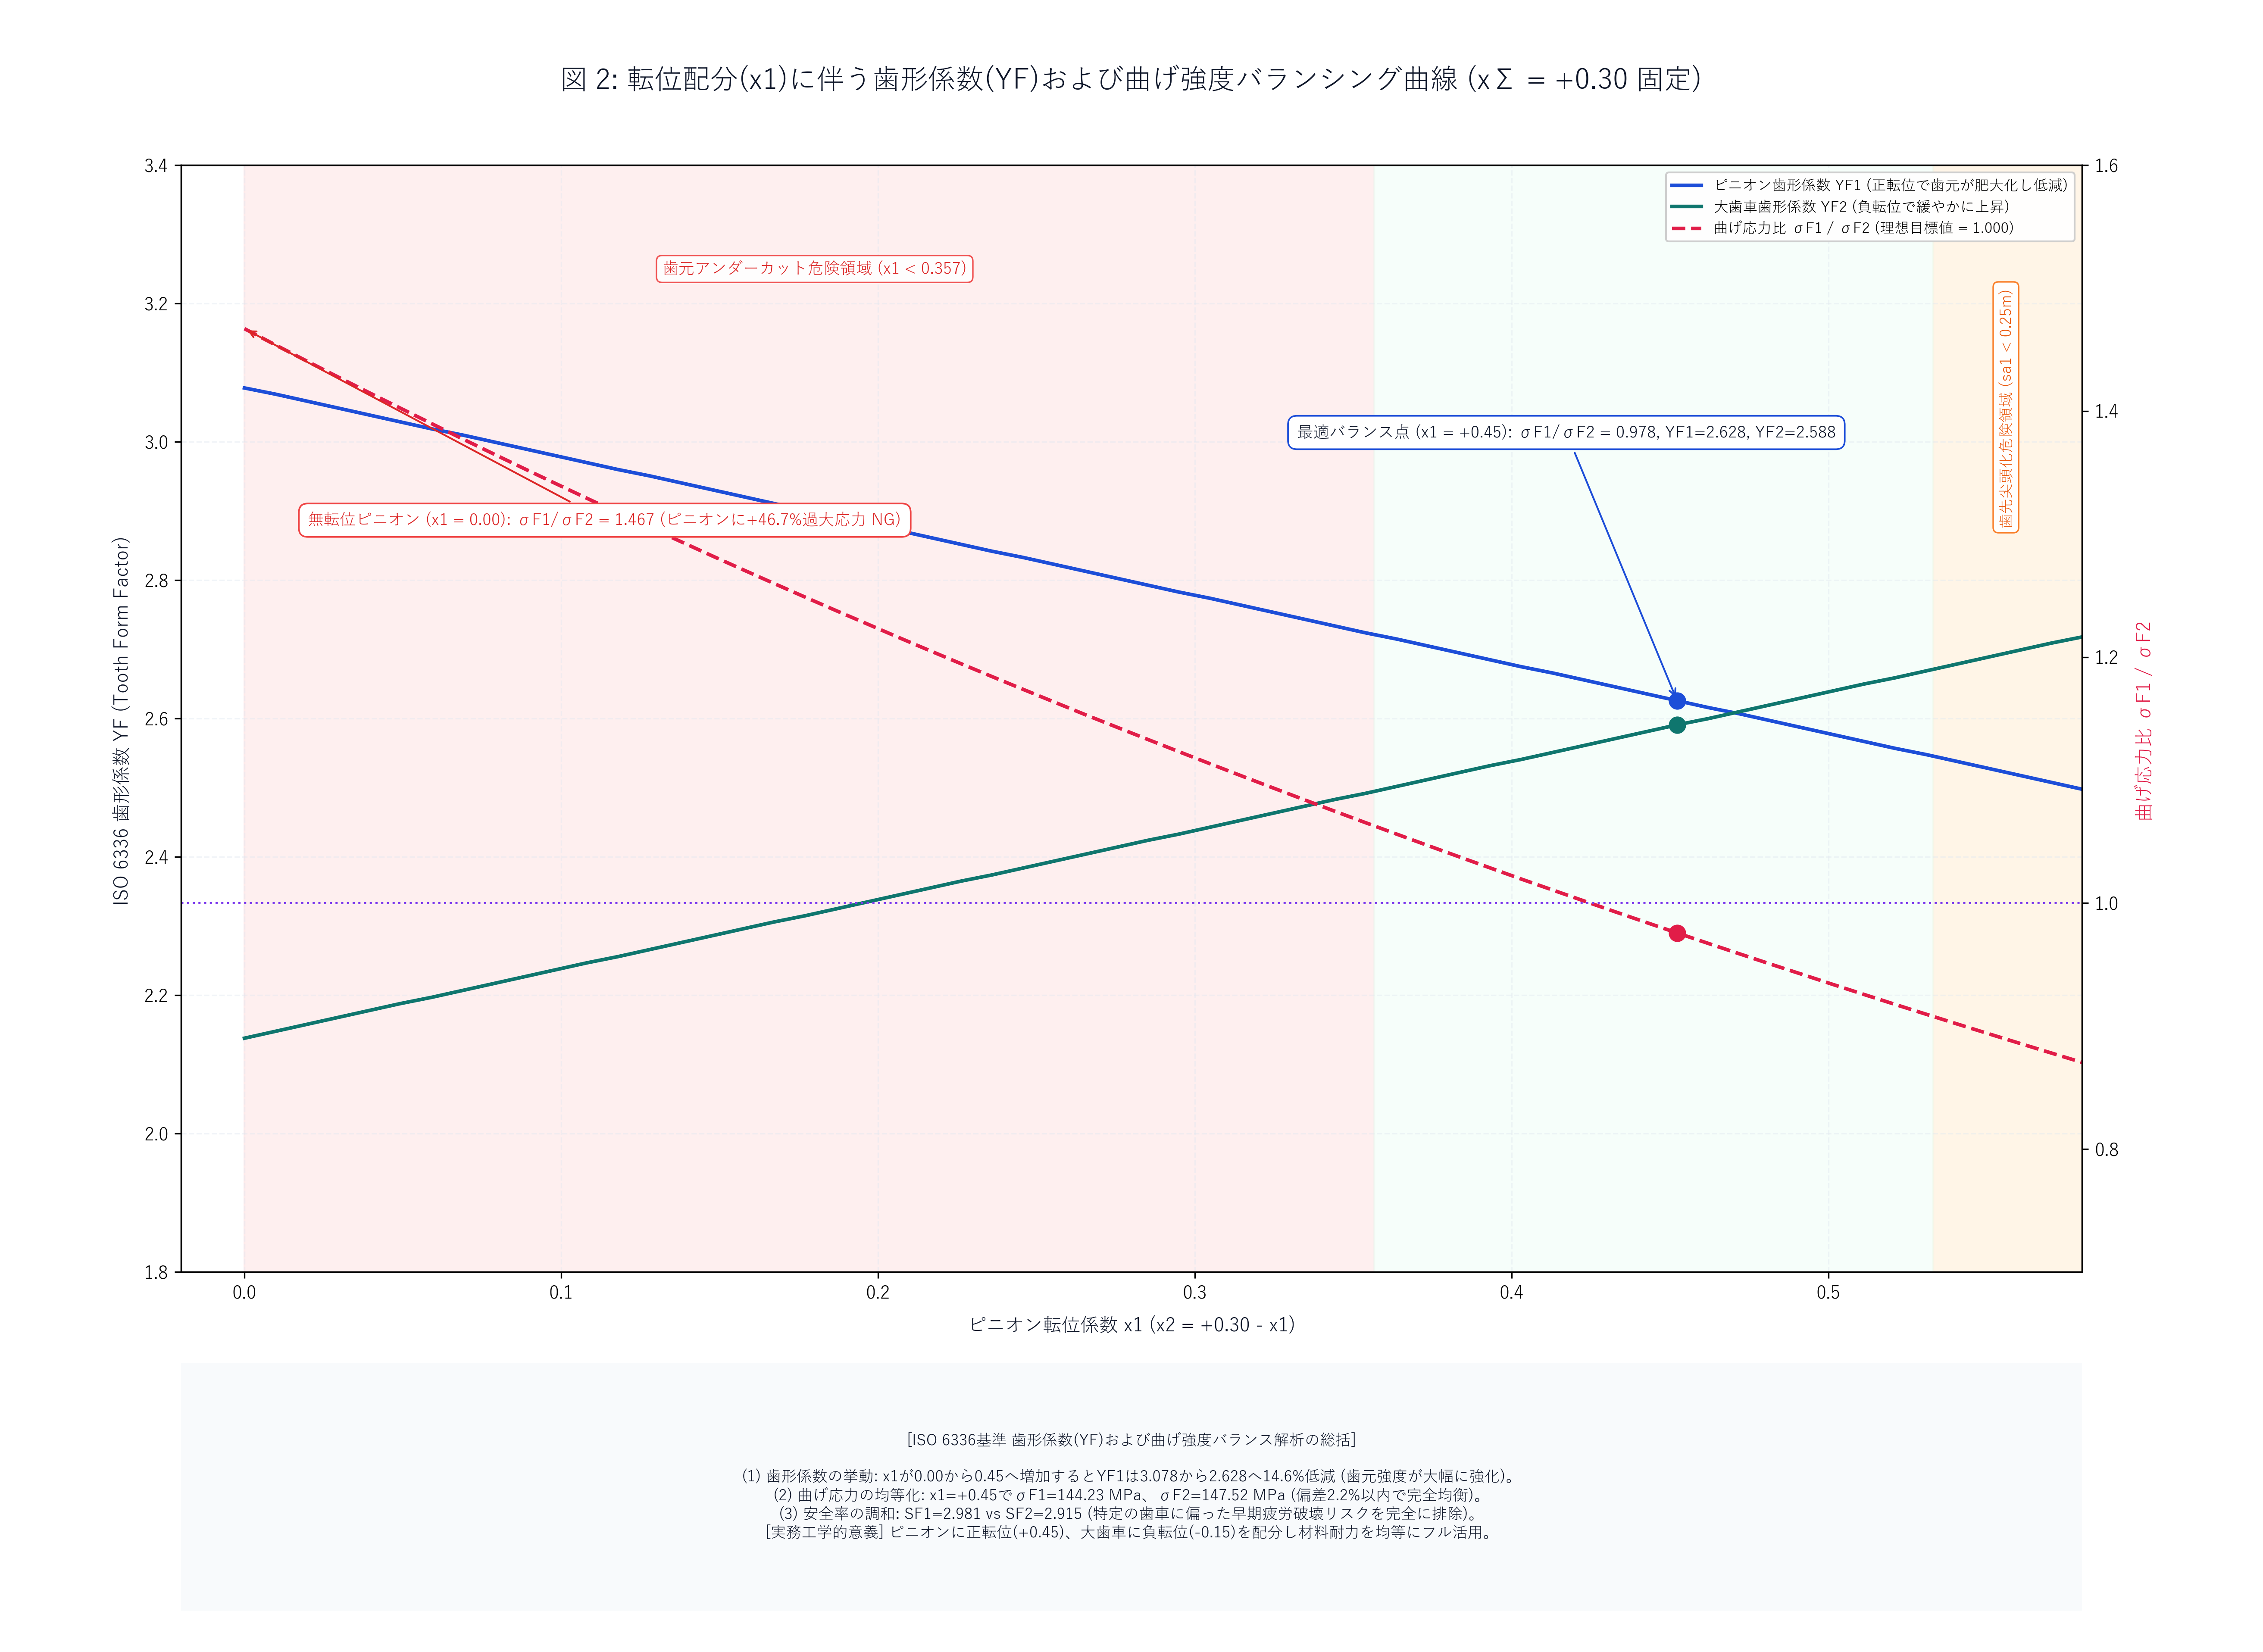 図 2: 転位配分(x1)に伴う歯形係数(YF)および曲げ強度バランシング曲線 (xΣ = +0.30 固定)
ピニオン歯形係数 YF1 (正転位で歯元が肥大化し低減)
大歯車歯形係数 YF2 (負転位で緩やかに上昇)
曲げ応力比 σF1 / σF2 (理想目標値 = 1.000)
歯元アンダーカット危険領域 (x1 < 0.357)
歯先尖頭化危険領域 (sa1 < 0.25m)
最適バランス点 (x1 = +0.45): σF1/σF2 = 0.978, YF1=2.628, YF2=2.588
無転位ピニオン (x1 = 0.00): σF1/σF2 = 1.467 (ピニオンに+46.7%過大応力 NG)
ISO 6336 歯形係数 YF (Tooth Form Factor)
3.4
3.2
3.0
2.8
2.6
2.4
2.2
2.0
1.8
1.6
1.4
1.2
1.0
0.8
曲げ応力比 σF1 / σF2
0.0
0.1
0.2
0.3
0.4
0.5
ピニオン転位係数 x1 (x2 = +0.30 - x1)
[ISO 6336基準 歯形係数(YF)および曲げ強度バランス解析の総括]
(1) 歯形係数の挙動: x1が0.00から0.45へ増加するとYF1は3.078から2.628へ14.6%低減 (歯元強度が大幅に強化)。
(2) 曲げ応力の均等化: x1=+0.45でσF1=144.23 MPa、σF2=147.52 MPa (偏差2.2%以内で完全均衡)。
(3) 安全率の調和: SF1=2.981 vs SF2=2.915 (特定の歯車に偏った早期疲労破壊リスクを完全に排除)。
[実務工学的意義] ピニオンに正転位(+0.45)、大歯車に負転位(-0.15)を配分し材料耐力を均等にフル活用。